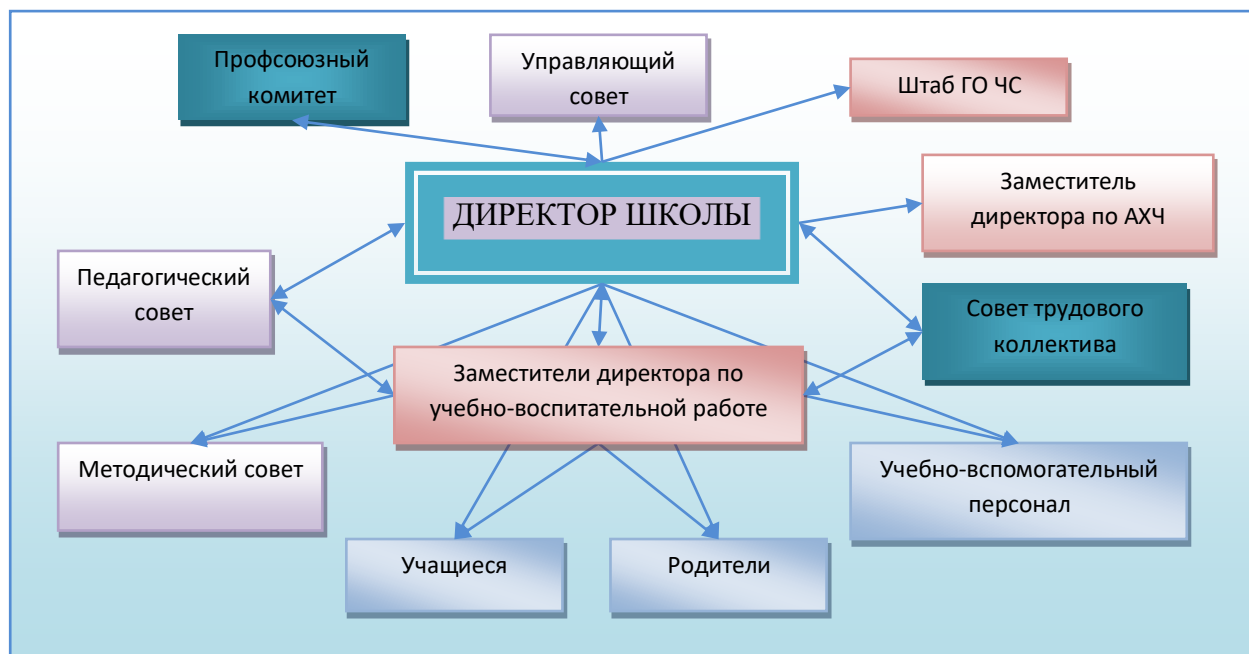 Профсоюзный
комитет
Управляющий
совет
Штаб ГО ЧС
ДИРЕКТОР ШКОЛЫ
Заместитель
директора по АХЧ
Педагогический
совет
Совет трудового
коллектива
Заместители директора по
учебно-воспитательной работе
Методический совет
Учебно-вспомогательный
персонал
Учащиеся
Родители